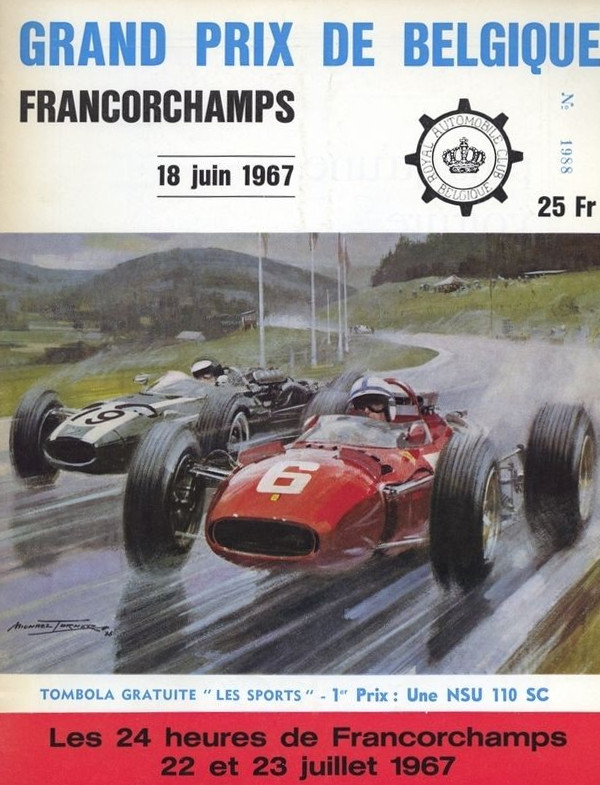 GRAND PRIX DE BELGIQUE
FRANCORCHAMPS
18 juin 1967
ROYAL AUTOMOBILE CLUB
BELGIQUE
No 1988
25 Fr
19
6
MICHAEL TURNER
TOMBOLA GRATUITE "LES SPORTS" - 1er Prix : Une NSU 110 SC
Les 24 heures de Francorchamps
22 et 23 juillet 1967